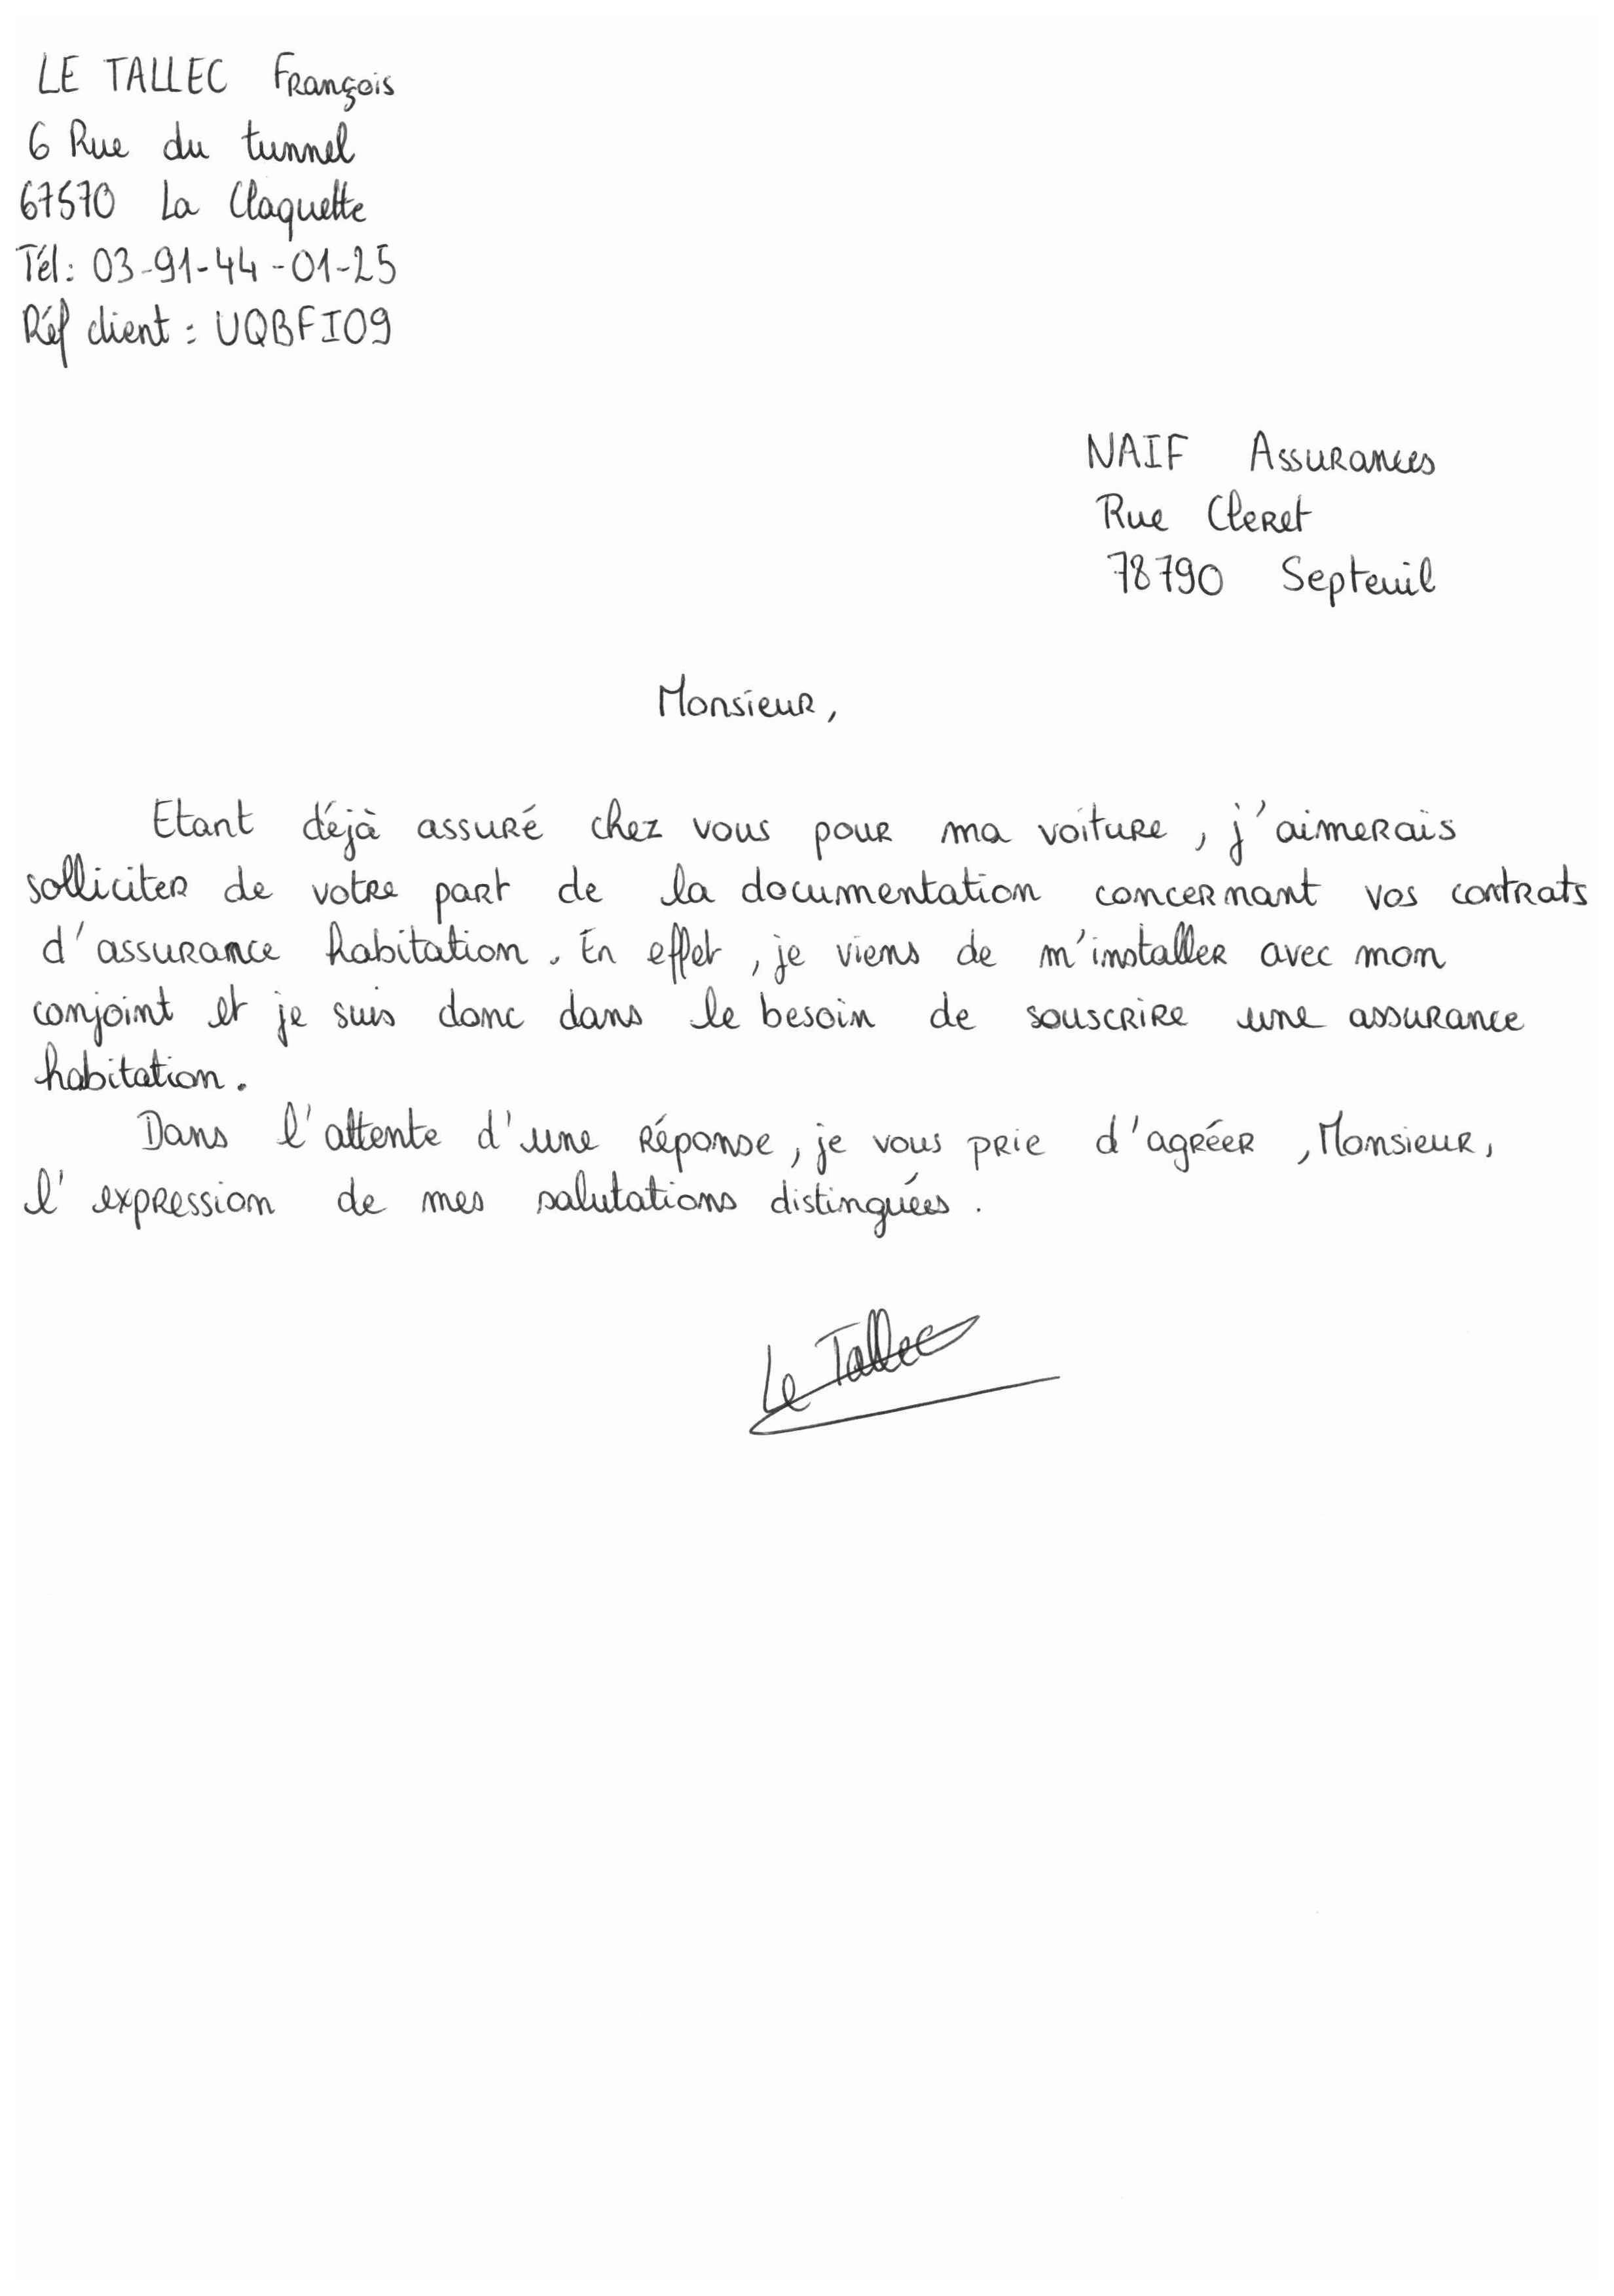 LE TALLEC François
6 Rue du tunnel
67570 La Claquette
Tél : 03-91-44-01-25
Réf client : UQBFI09
NAIF Assurances
Rue Cleret
78790 Septeuil
Monsieur,
Etant déjà assuré chez vous pour ma voiture, j'aimerais
solliciter de votre part de la documentation concernant vos contrats
d'assurance habitation. En effet, je viens de m'installer avec mon
conjoint et je suis donc dans le besoin de souscrire une assurance
habitation.
Dans l'attente d'une réponse, je vous prie d'agréer, Monsieur,
l'expression de mes salutations distinguées.
Le Tallec